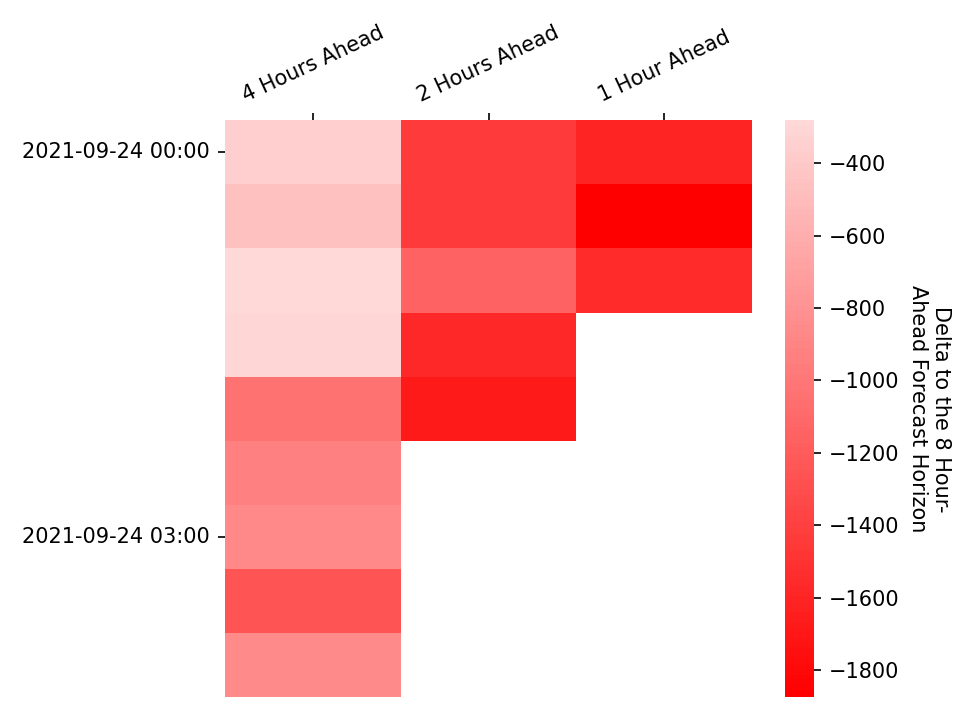 4 Hours Ahead
2 Hours Ahead
1 Hour Ahead
2021-09-24 00:00
2021-09-24 03:00
−400
−600
−800
−1000
−1200
−1400
−1600
−1800
Delta to the 8 Hour-
Ahead Forecast Horizon